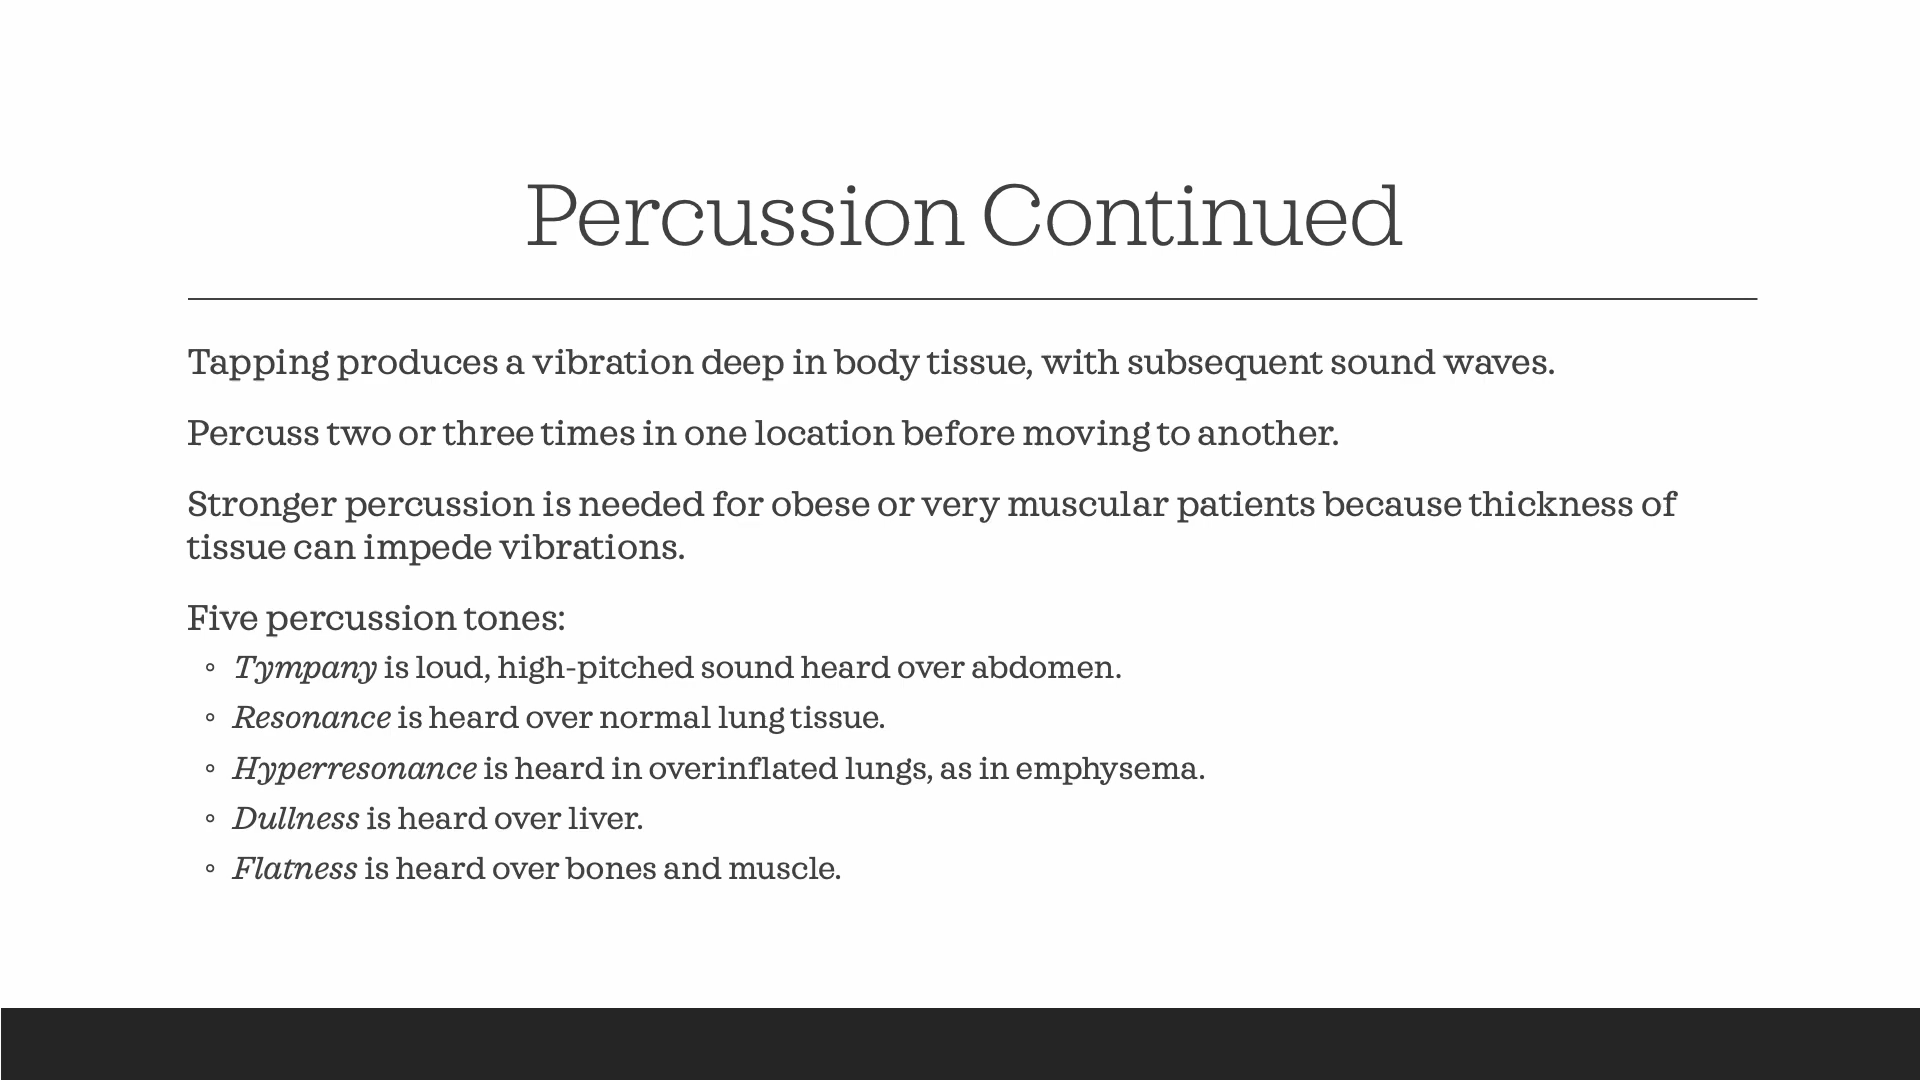 Percussion Continued
Tapping produces a vibration deep in body tissue, with subsequent sound waves.
Percuss two or three times in one location before moving to another.
Stronger percussion is needed for obese or very muscular patients because thickness of
tissue can impede vibrations.
Five percussion tones:
◦ Tympany is loud, high-pitched sound heard over abdomen.
◦ Resonance is heard over normal lung tissue.
◦ Hyperresonance is heard in overinflated lungs, as in emphysema.
◦ Dullness is heard over liver.
◦ Flatness is heard over bones and muscle.